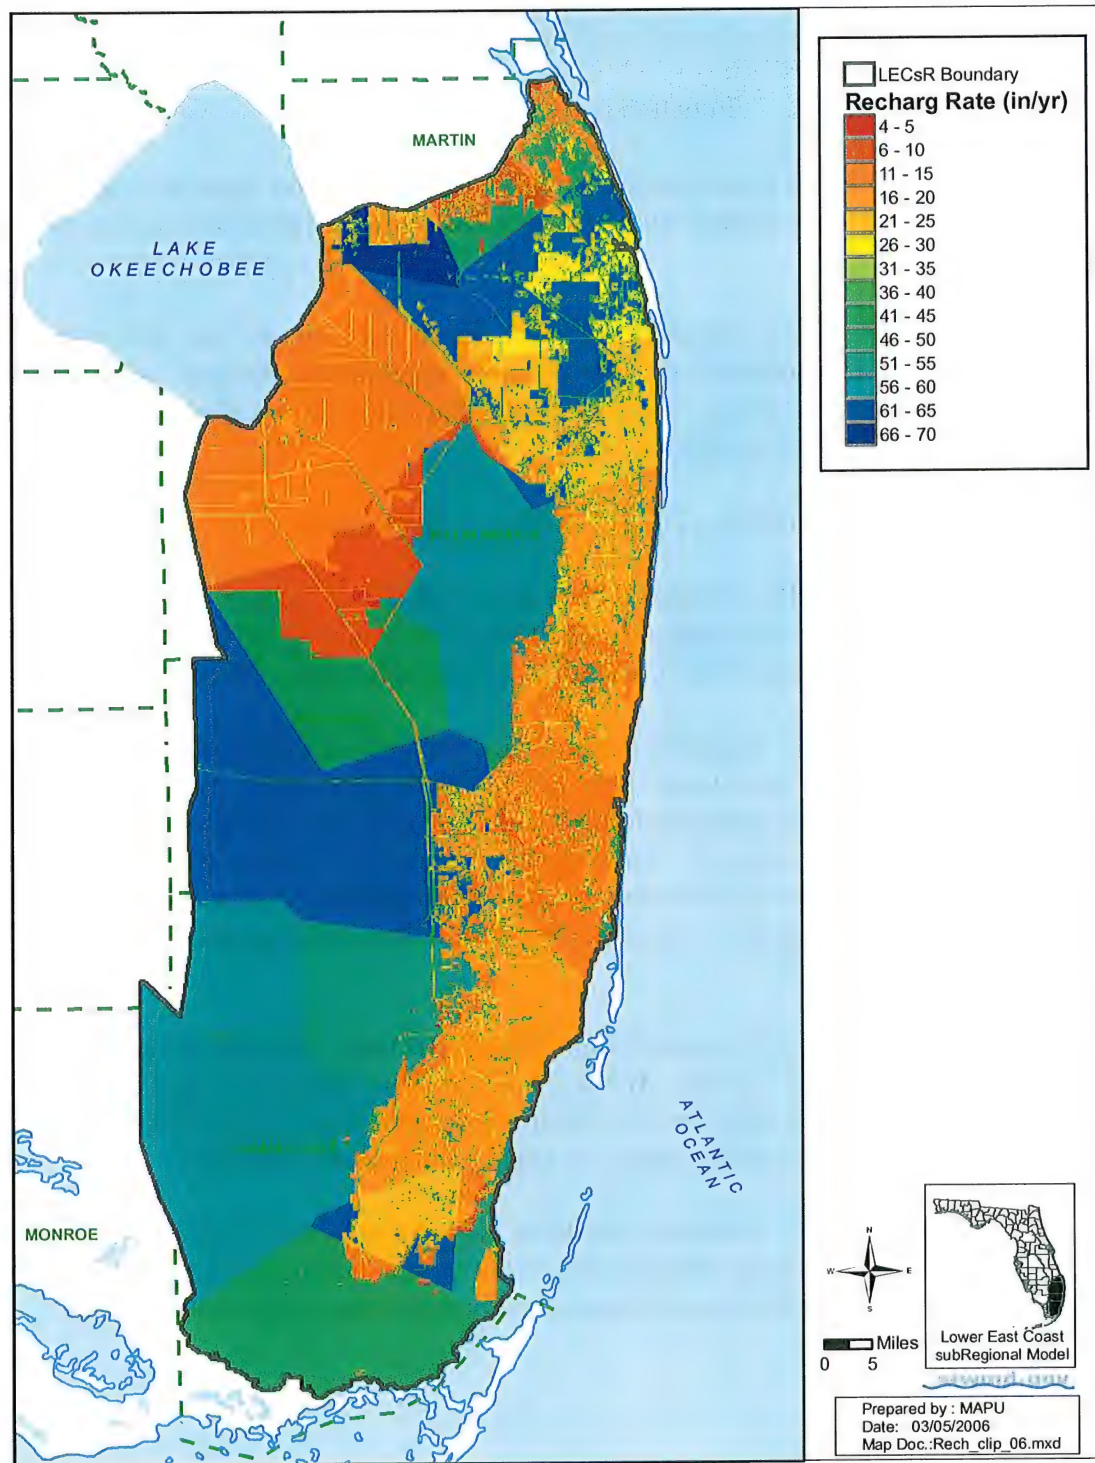 MARTIN
LAKE
OKEECHOBEE
ATLANTIC
OCEAN
MONROE
LECsR Boundary
Recharg Rate (in/yr)
4 - 5
6 - 10
11 - 15
16 - 20
21 - 25
26 - 30
31 - 35
36 - 40
41 - 45
46 - 50
51 - 55
56 - 60
61 - 65
66 - 70
N
W E
S
Miles
0 5
Lower East Coast
subRegional Model
Prepared by : MAPU
Date: 03/05/2006
Map Doc.:Rech_clip_06.mxd